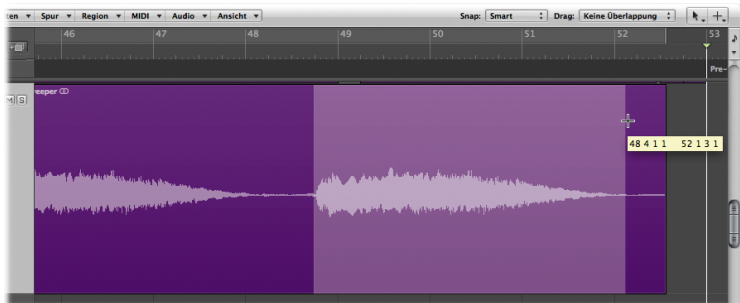 ten Spur Region MIDI Audio Ansicht Snap: Smart Drag: Keine Überlappung
46 47 48 49 50 51 52 53
Pre-
M S eeper
48 4 1 1 52 1 3 1